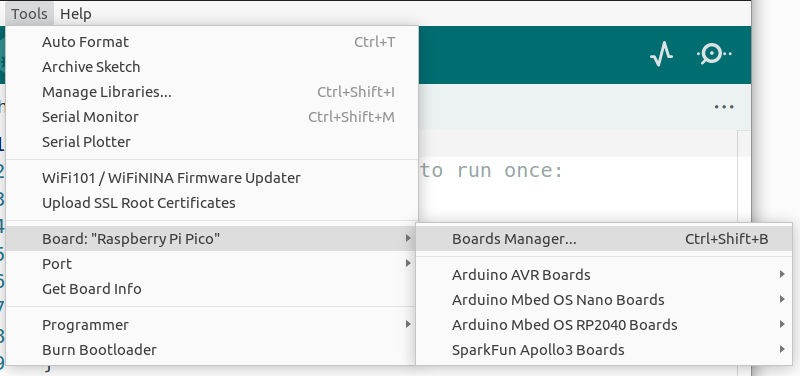 Tools Help
Auto Format Ctrl+T
Archive Sketch
Manage Libraries... Ctrl+Shift+I
Serial Monitor Ctrl+Shift+M
Serial Plotter
WiFi101 / WiFiNINA Firmware Updater
to run once:
Upload SSL Root Certificates
Board: "Raspberry Pi Pico"
Boards Manager... Ctrl+Shift+B
Port
Arduino AVR Boards
Get Board Info
Arduino Mbed OS Nano Boards
Programmer
Arduino Mbed OS RP2040 Boards
Burn Bootloader
SparkFun Apollo3 Boards